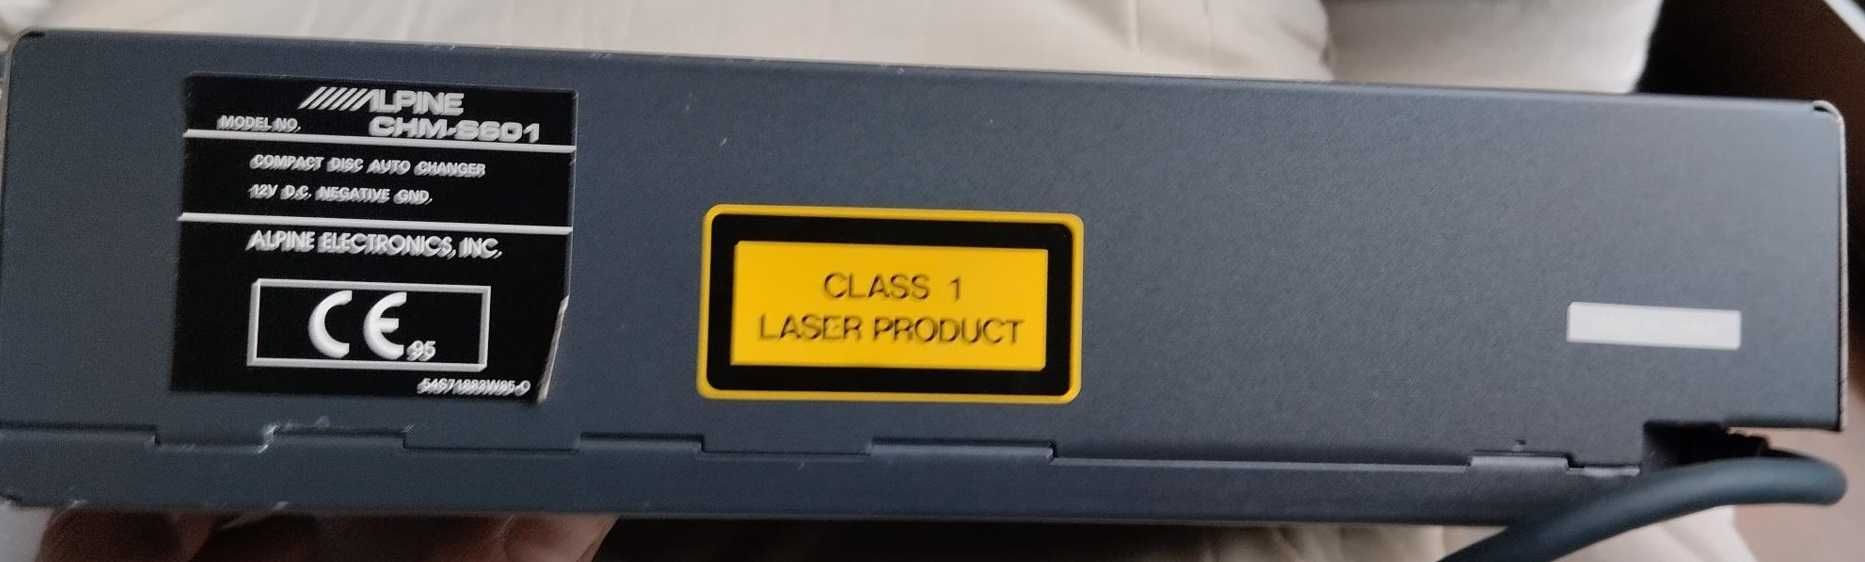 ALPINE
MODEL NO. CHM-S601
COMPACT DISC AUTO CHANGER
12V D.C. NEGATIVE GND.
ALPINE ELECTRONICS, INC.
CE 95
CLASS 1
LASER PRODUCT